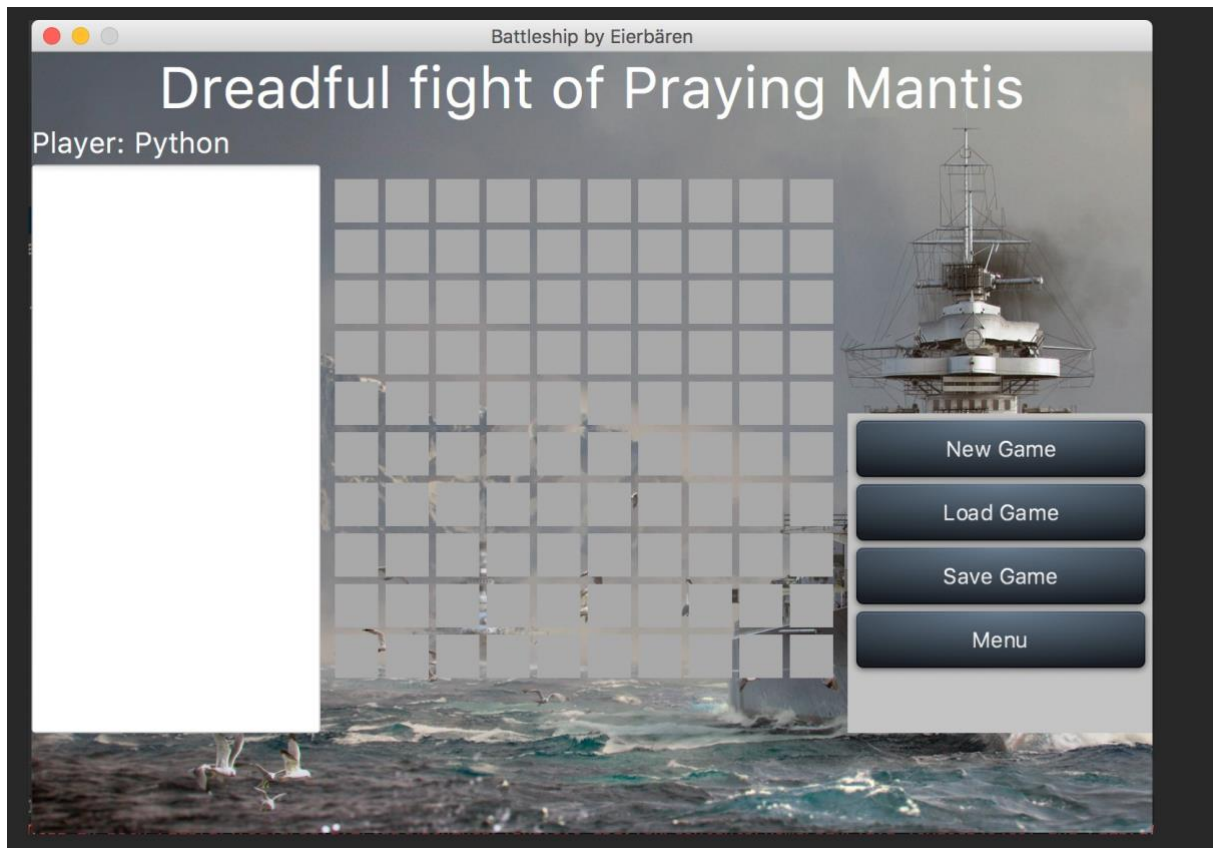 Battleship by Eierbären
Dreadful fight of Praying Mantis
Player: Python
New Game
Load Game
Save Game
Menu